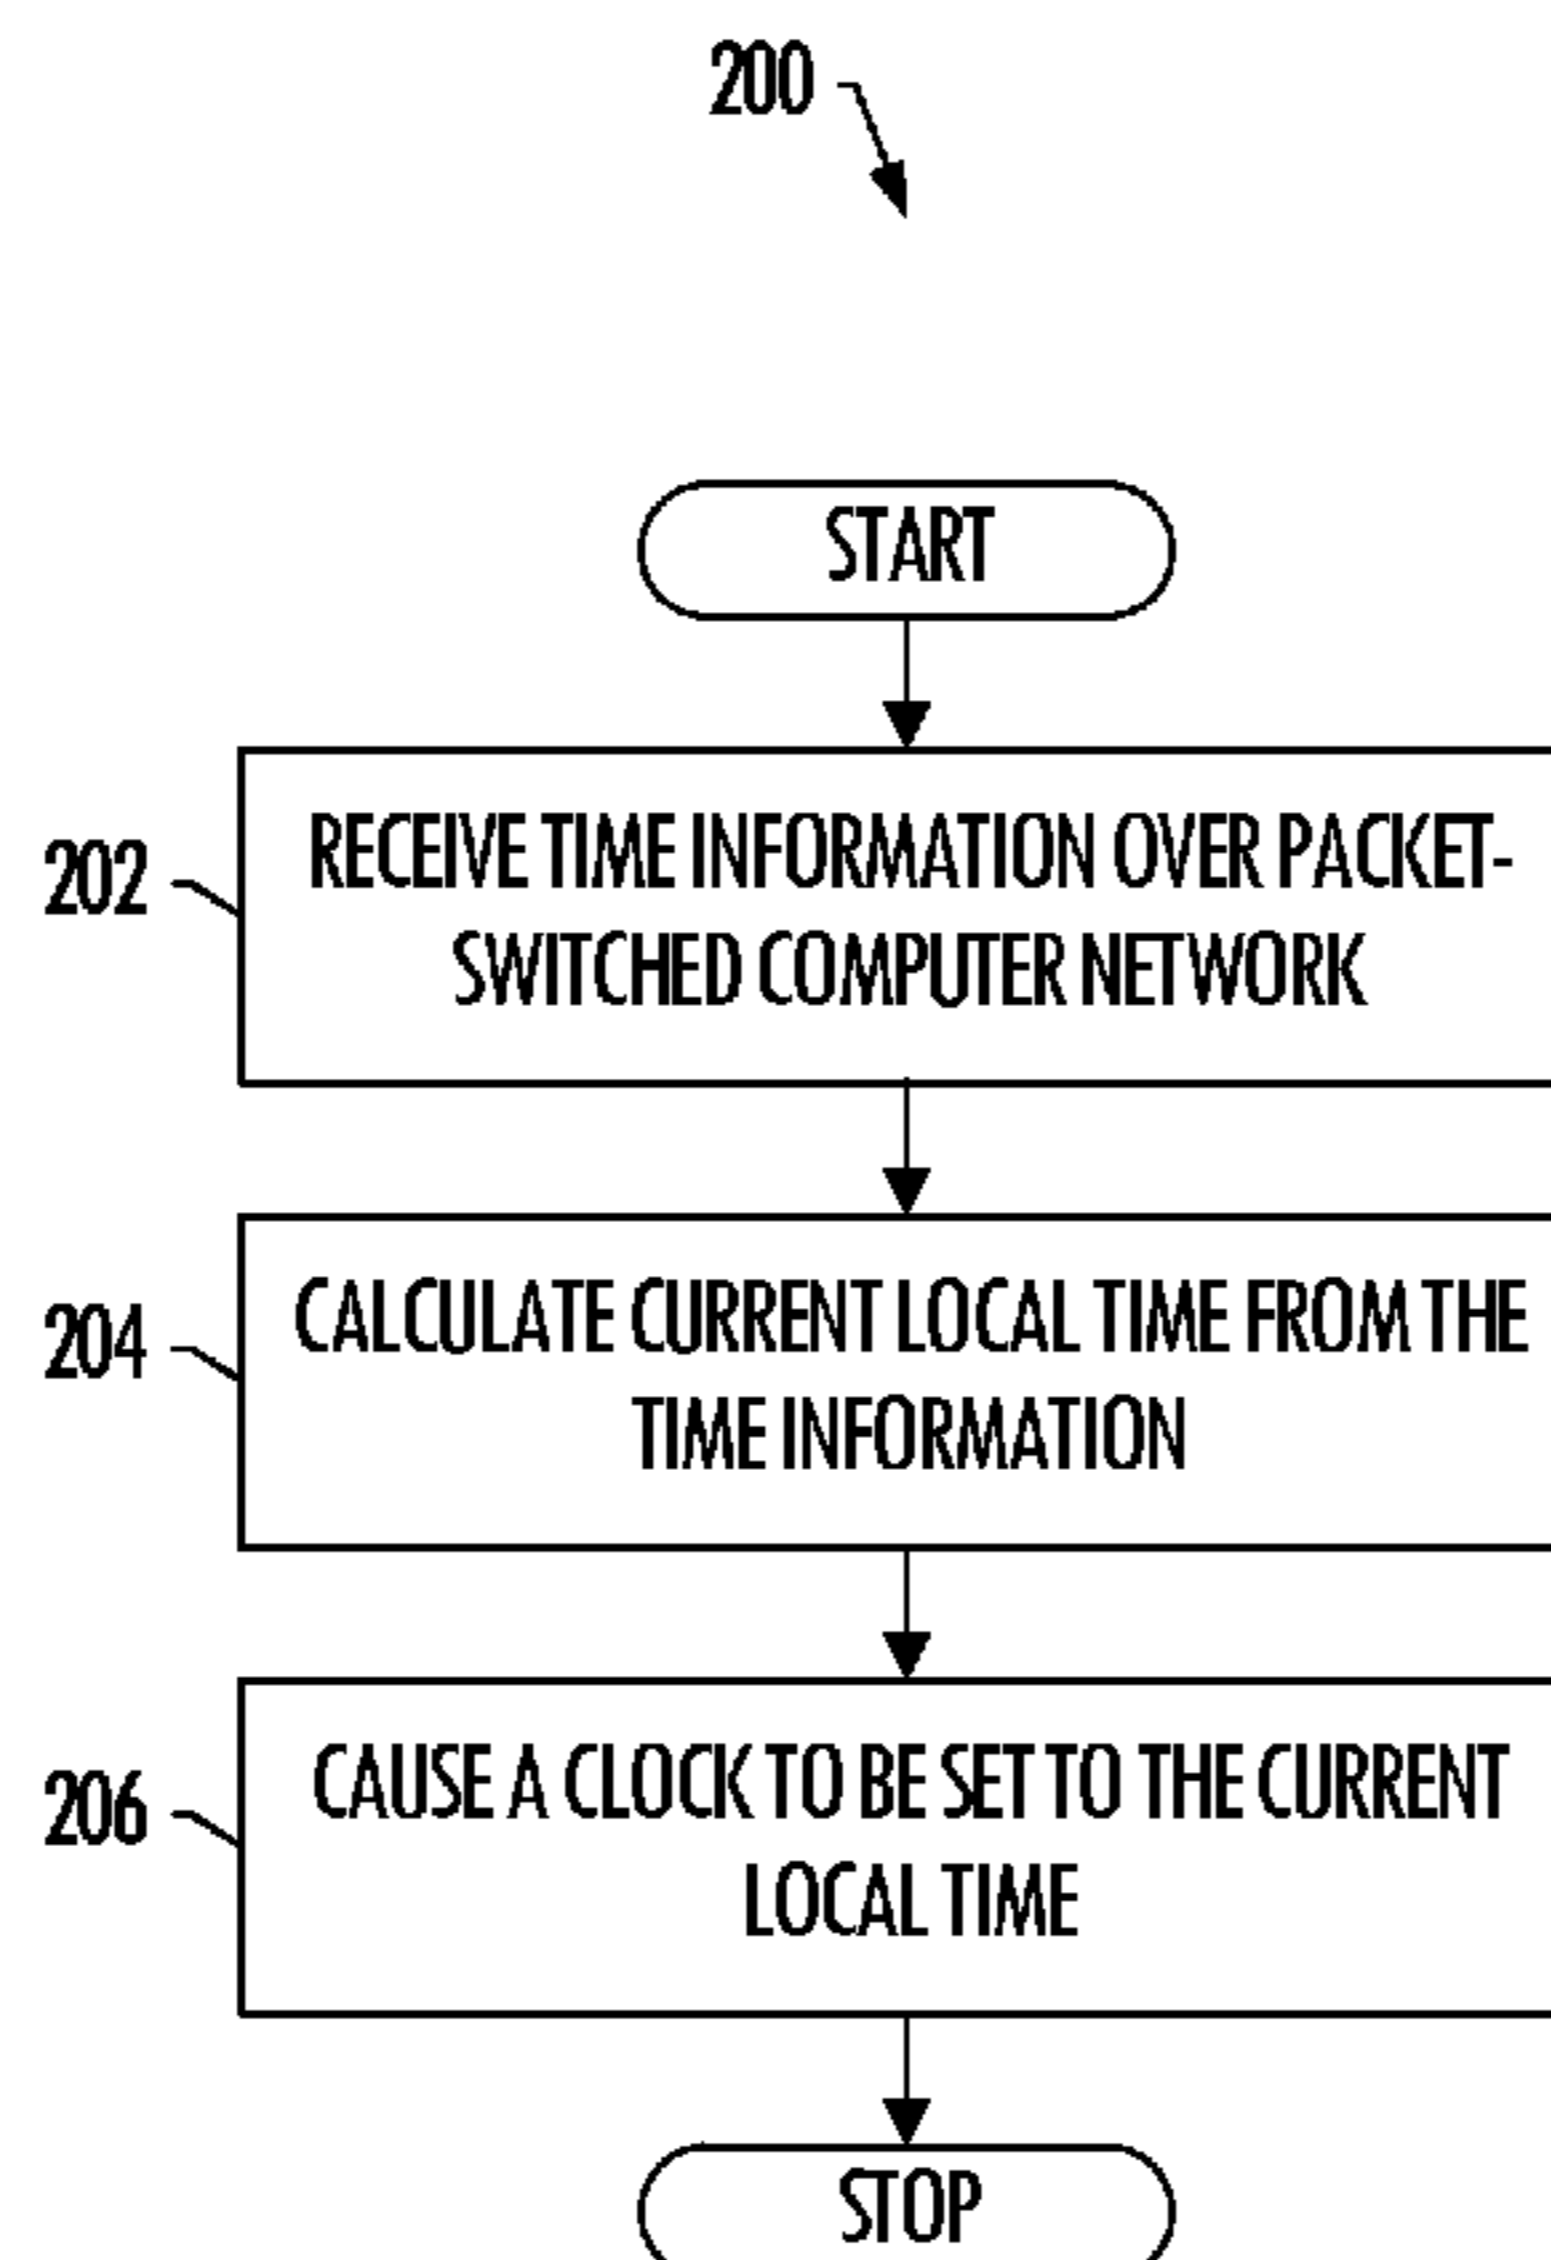 200
START
202
RECEIVE TIME INFORMATION OVER PACKET-
SWITCHED COMPUTER NETWORK
204
CALCULATE CURRENT LOCAL TIME FROM THE
TIME INFORMATION
206
CAUSE A CLOCK TO BE SET TO THE CURRENT
LOCAL TIME
STOP